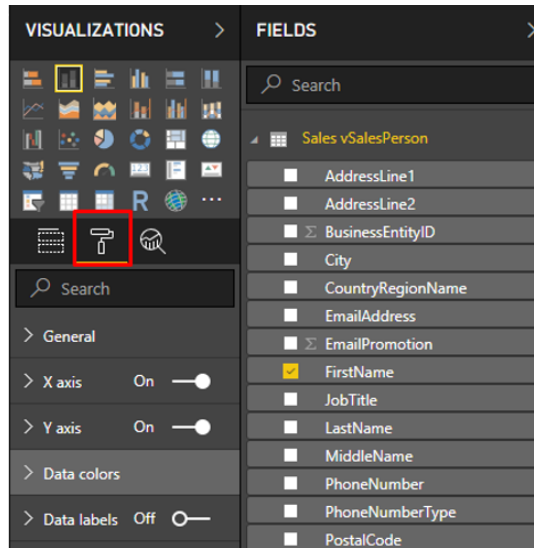 VISUALIZATIONS
FIELDS
Search
Sales vSalesPerson
AddressLine1
AddressLine2
Σ BusinessEntityID
City
CountryRegionName
EmailAddress
Σ EmailPromotion
FirstName
JobTitle
LastName
MiddleName
PhoneNumber
PhoneNumberType
PostalCode
R
Search
General
X axis On
Y axis On
Data colors
Data labels Off